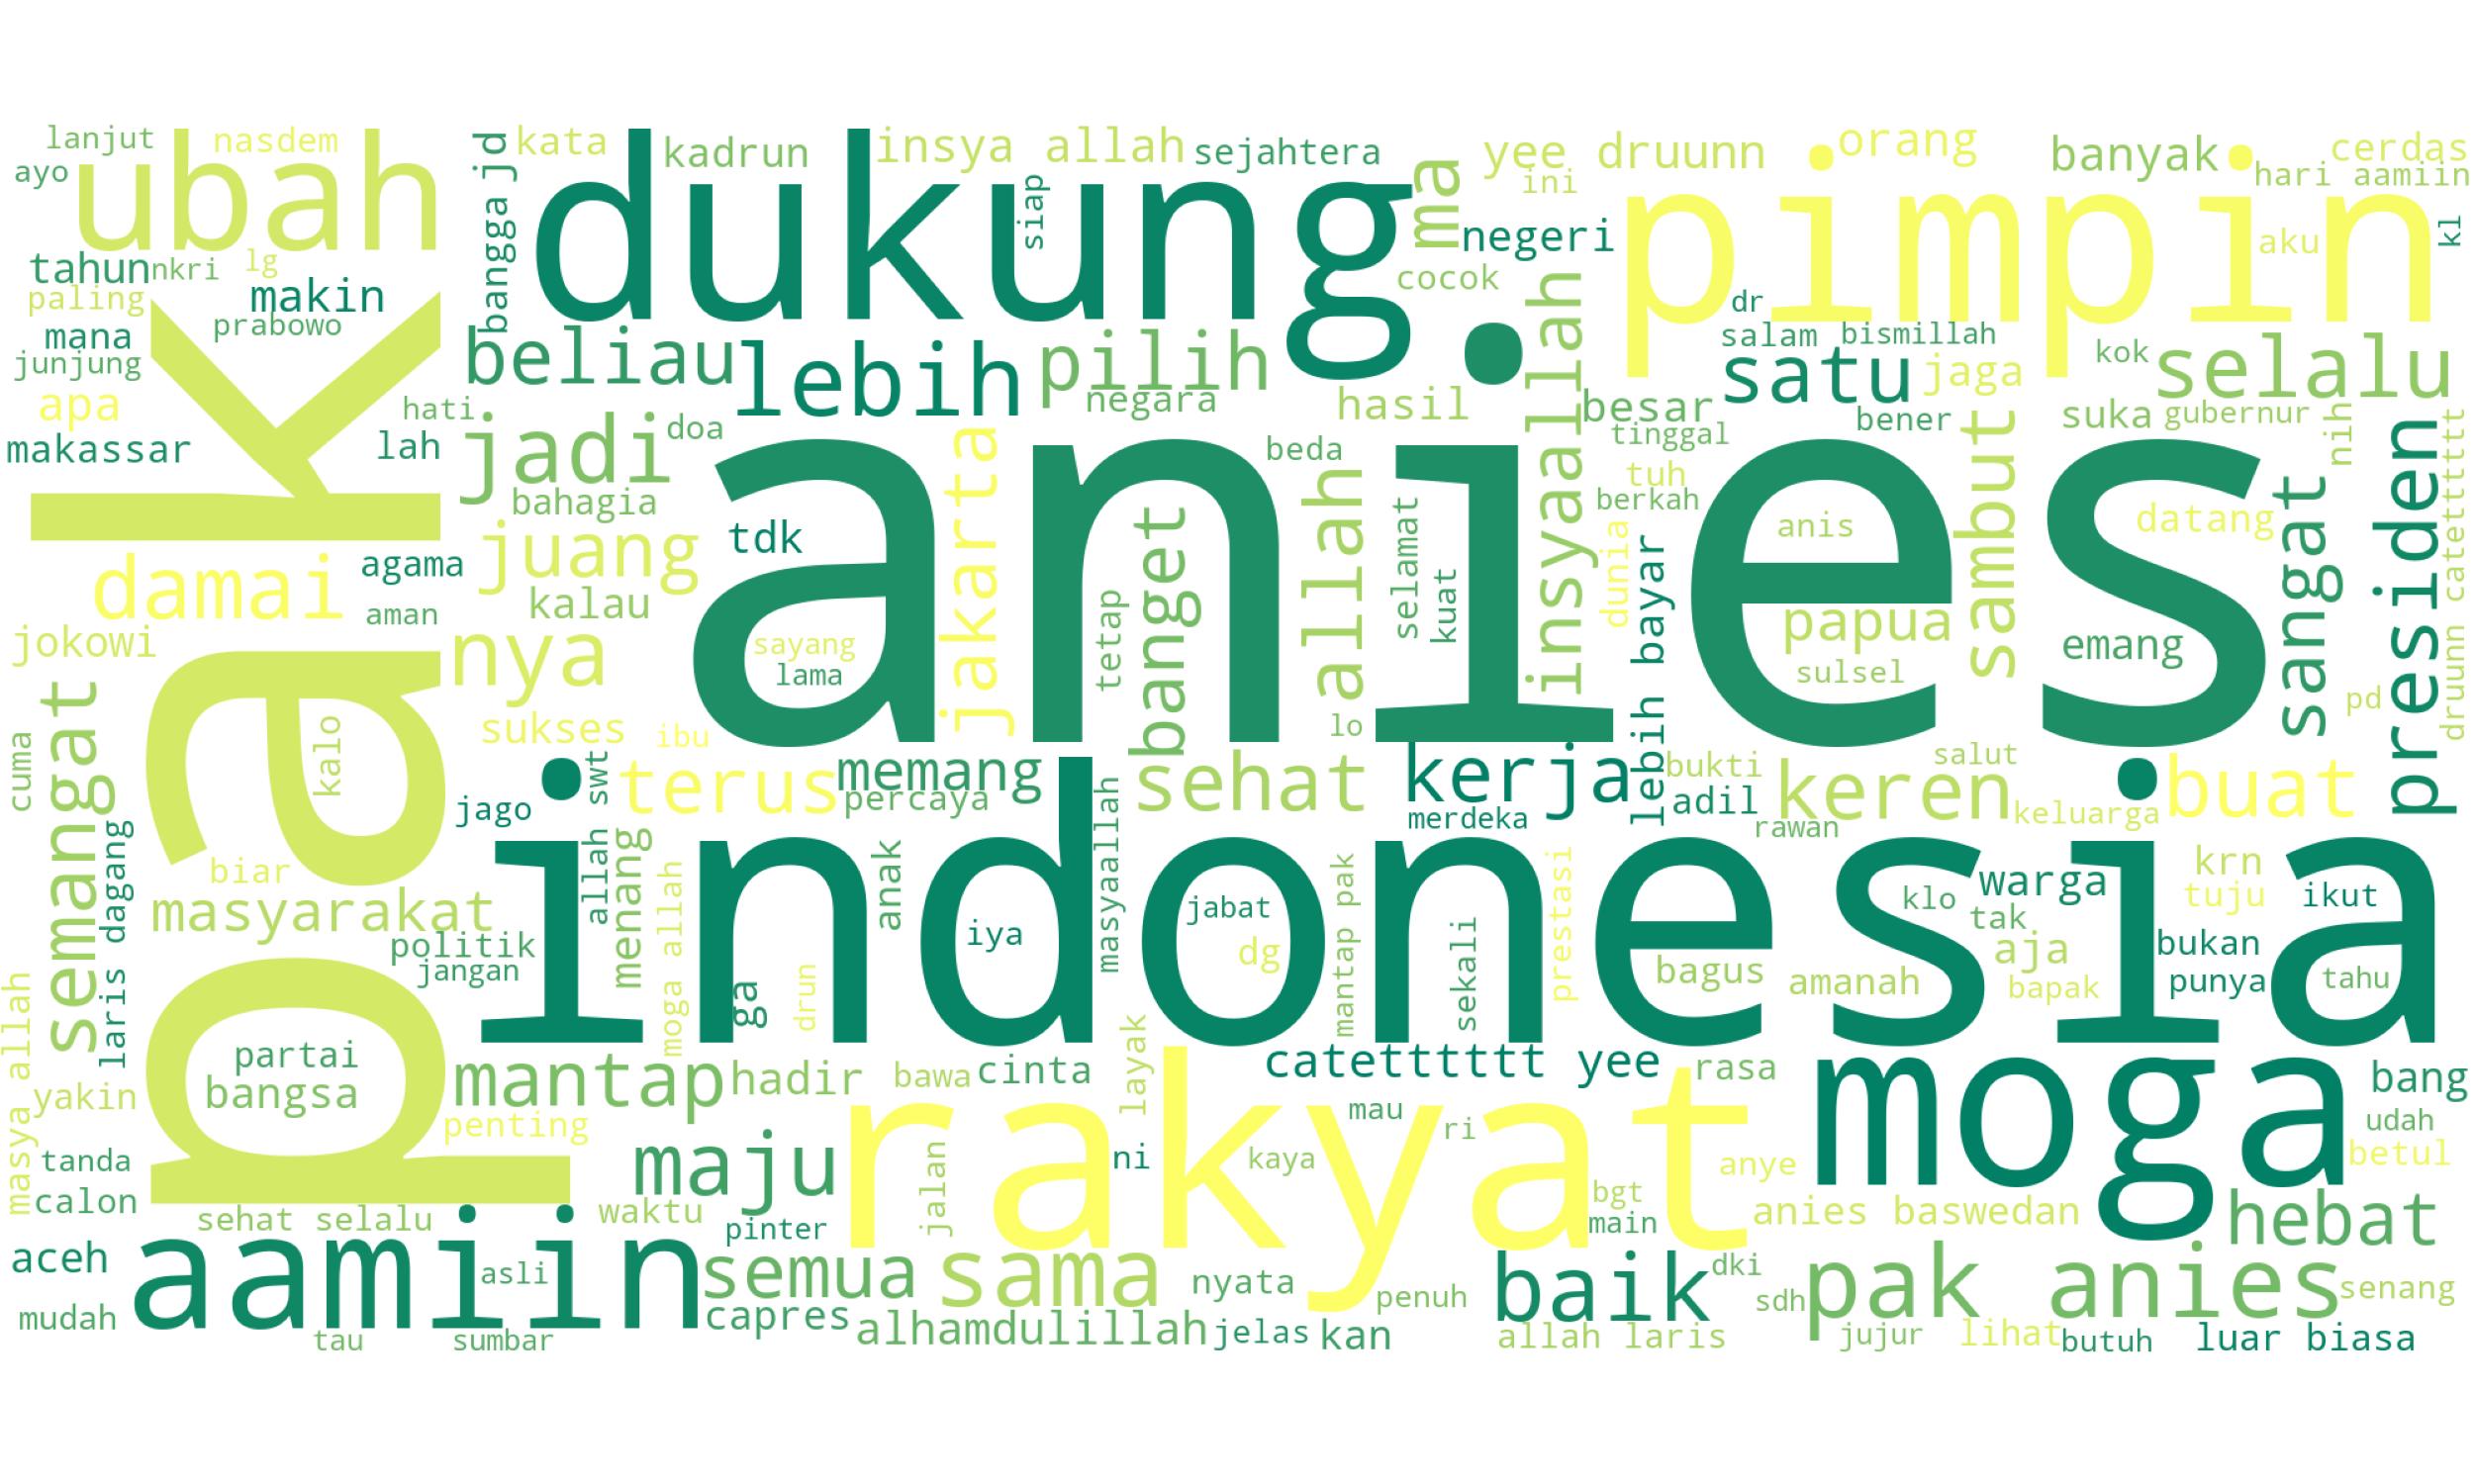 lanjut
nasdem
ayo
ubah
bangga jd
kata
kadrun
dukung
siap
insya allah
sejahtera
ma
yee druunn
ini
orang
banyak
cerdas
hari aamiin
pimpin
negeri
cocok
aku
kl
tahun
nkri
lg
paling
makin
mana
prabowo
junjung
apa
hati
makassar
lah
pak
beliau
lebih
pilih
negara
hasil
insyaallah
besar
dr
salam
bismillah
satu
jaga
kok
selalu
tinggal
bener
suka
gubernur
nih
jadi
doa
bahagia
jakarta
anies
beda
allah
selamat
kuat
tuh
berkah
dunia
lebih bayar
anis
sambut
datang
sangat
presiden
druunn catettttttt
damai
agama
aman
juang
kalau
tdk
tetap
banget
papua
sulsel
emang
jokowi
nya
sayang
lama
lo
pd
semangat
cuma
kalo
sukses
ibu
allah swt
terus
memang
percaya
sehat
kerja
merdeka
bukti
adil
rawan
keren
salut
keluarga
buat
jago
laris dagang
biar
masyarakat
politik
jangan
menang
moga allah
indonesia
anak
iya
masyaallah
jabat
dg
mantap pak
sekali
prestasi
bagus
klo
warga
tak
aja
amanah
bapak
krn
tuju
ikut
bukan
punya
tahu
ga
drun
masya allah
partai
bangsa
yakin
mantap
hadir
bawa
cinta
layak
catettttttt yee
rasa
moga
bang
penting
udah
betul
tanda
calon
maju
jalan
ni
rakyat
kaya
mau
ri
anye
bgt
main
anies baswedan
hebat
sehat selalu
waktu
pinter
aceh
aamiin
asli
semua
sama
nyata
penuh
baik
dki
sdh
pak anies
senang
mudah
tau
sumbar
capres
alhamdulillah
jelas
kan
allah laris
jujur
lihat
butuh
luar biasa